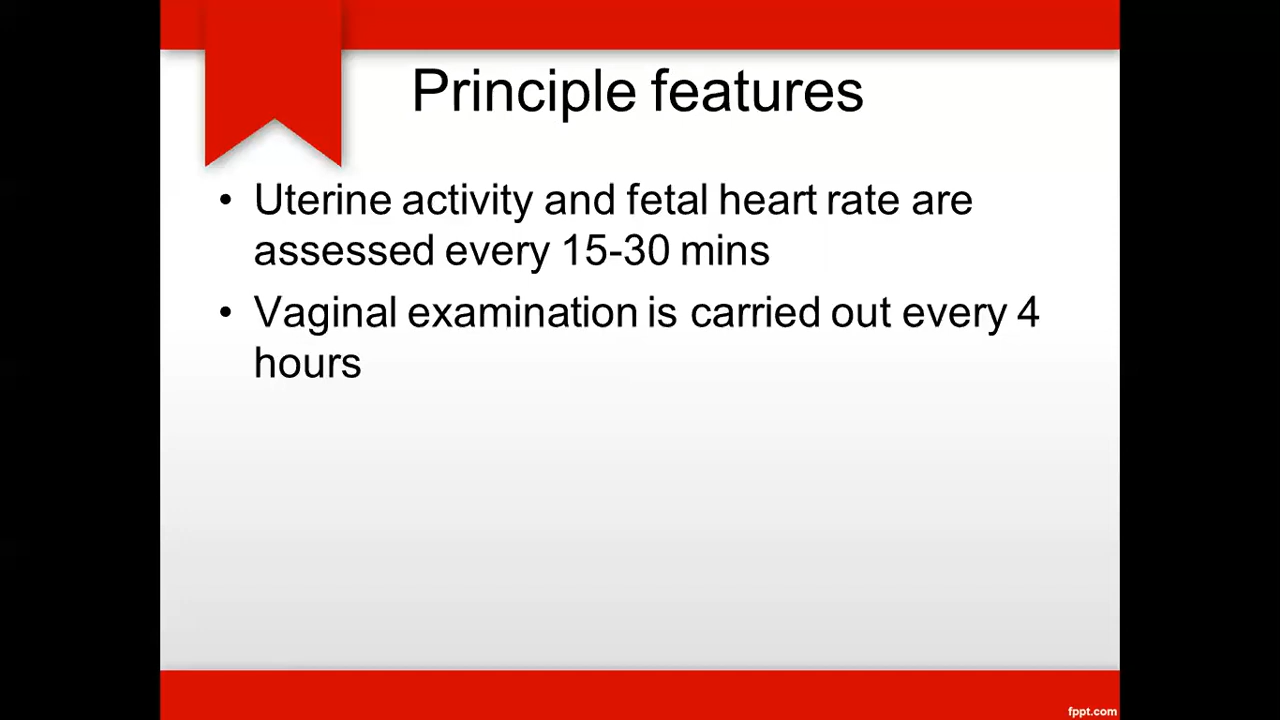 Principle features
• Uterine activity and fetal heart rate are
assessed every 15-30 mins
• Vaginal examination is carried out every 4
hours
fppt.com